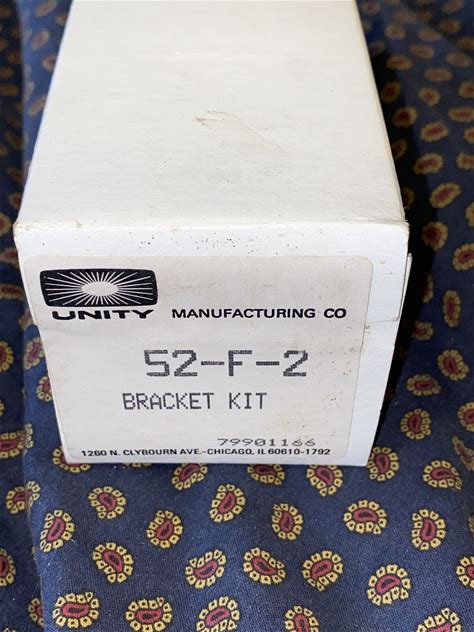 UNITY MANUFACTURING CO
52-F-2
BRACKET KIT
79901166
1260 N. CLYBOURN AVE.-CHICAGO, IL 60610-1792